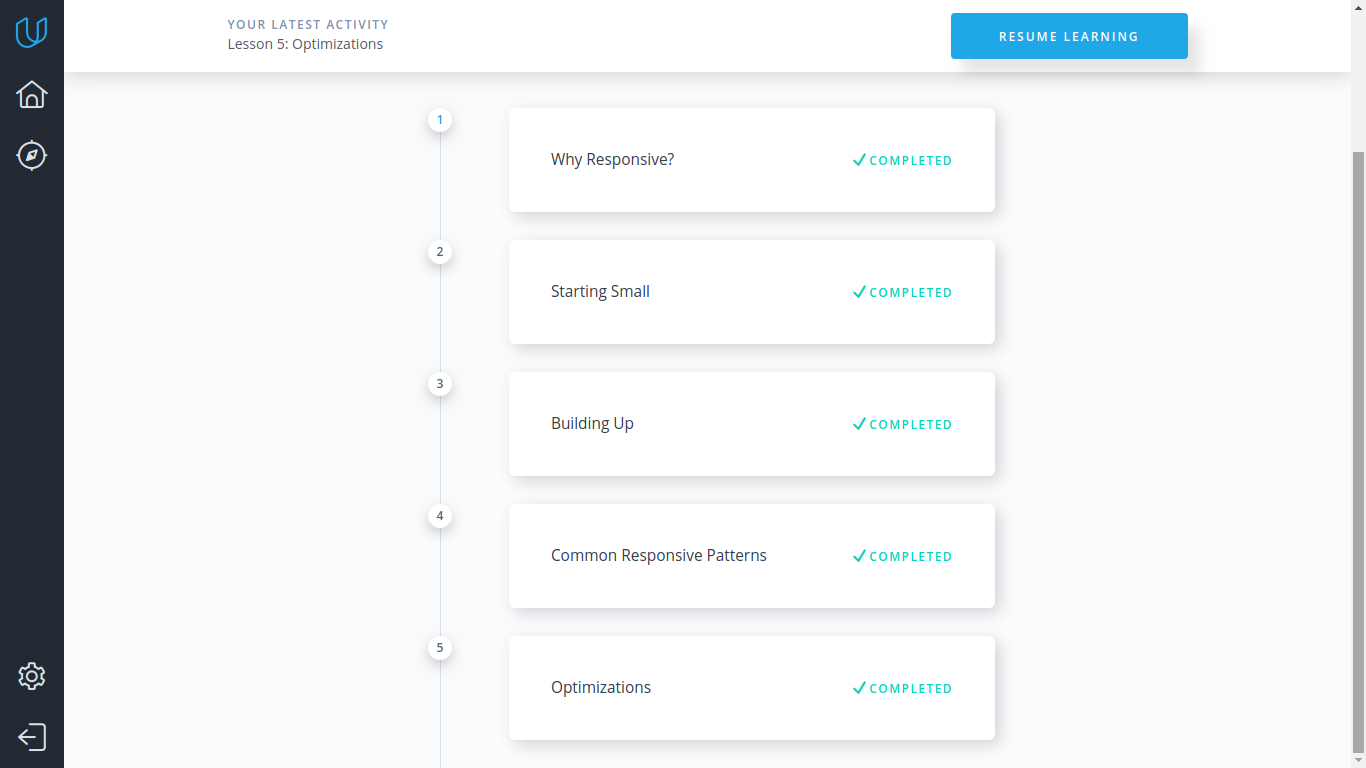 YOUR LATEST ACTIVITY
Lesson 5: Optimizations
RESUME LEARNING
1
Why Responsive?
COMPLETED
2
Starting Small
COMPLETED
3
Building Up
COMPLETED
4
Common Responsive Patterns
COMPLETED
5
Optimizations
COMPLETED